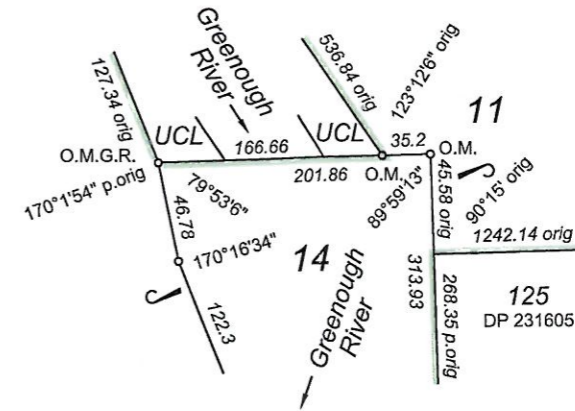 Greenough
River
127.34 orig
536.84 orig
123°12'6" orig
11
UCL
UCL
166.66
35.2
O.M.G.R.
O.M.
O.M.
201.86
170°1'54" p.orig
79°53'6"
89°59'13"
45.58 orig
90°15' orig
46.78
170°16'34"
14
1242.14 orig
122.3
Greenough
River
313.93
268.35 p.orig
125
DP 231605